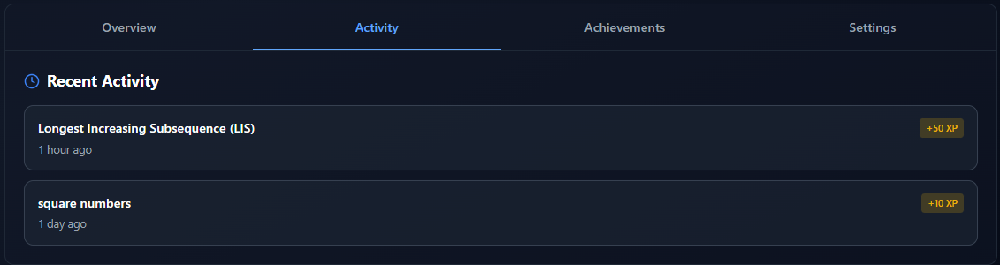 Overview
Activity
Achievements
Settings
Recent Activity
Longest Increasing Subsequence (LIS)
+50 XP
1 hour ago
square numbers
+10 XP
1 day ago